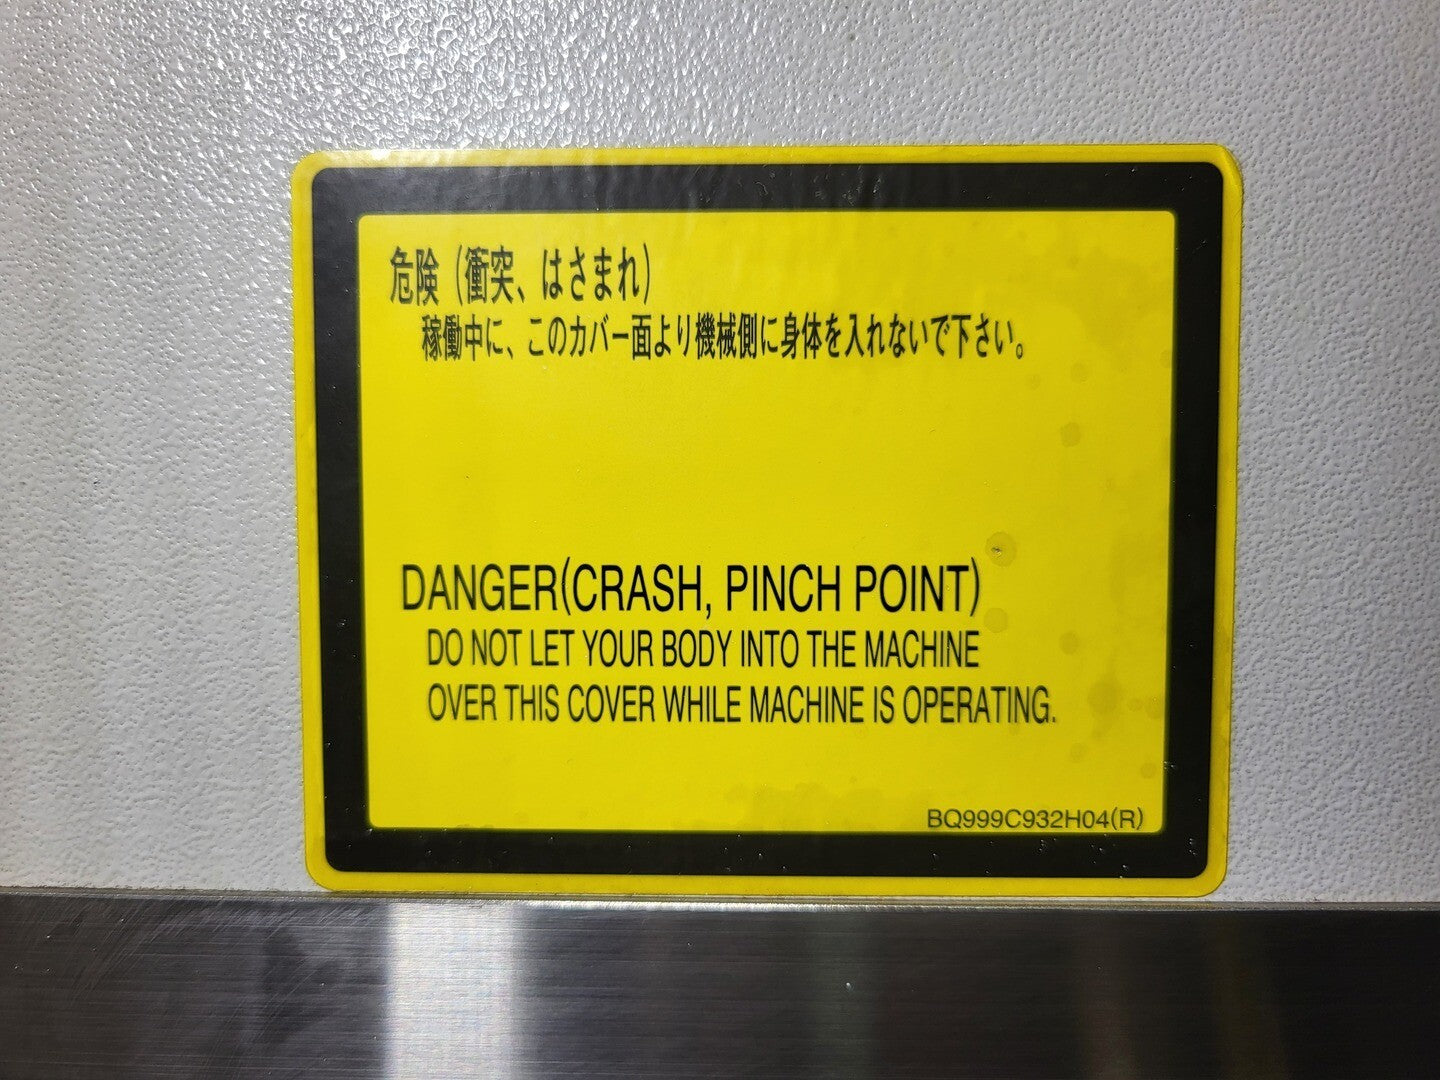 危険（衝突、はさまれ）
稼働中に、このカバー面より機械側に身体を入れないで下さい。
DANGER(CRASH, PINCH POINT)
DO NOT LET YOUR BODY INTO THE MACHINE
OVER THIS COVER WHILE MACHINE IS OPERATING.
BQ999C932H04(R)